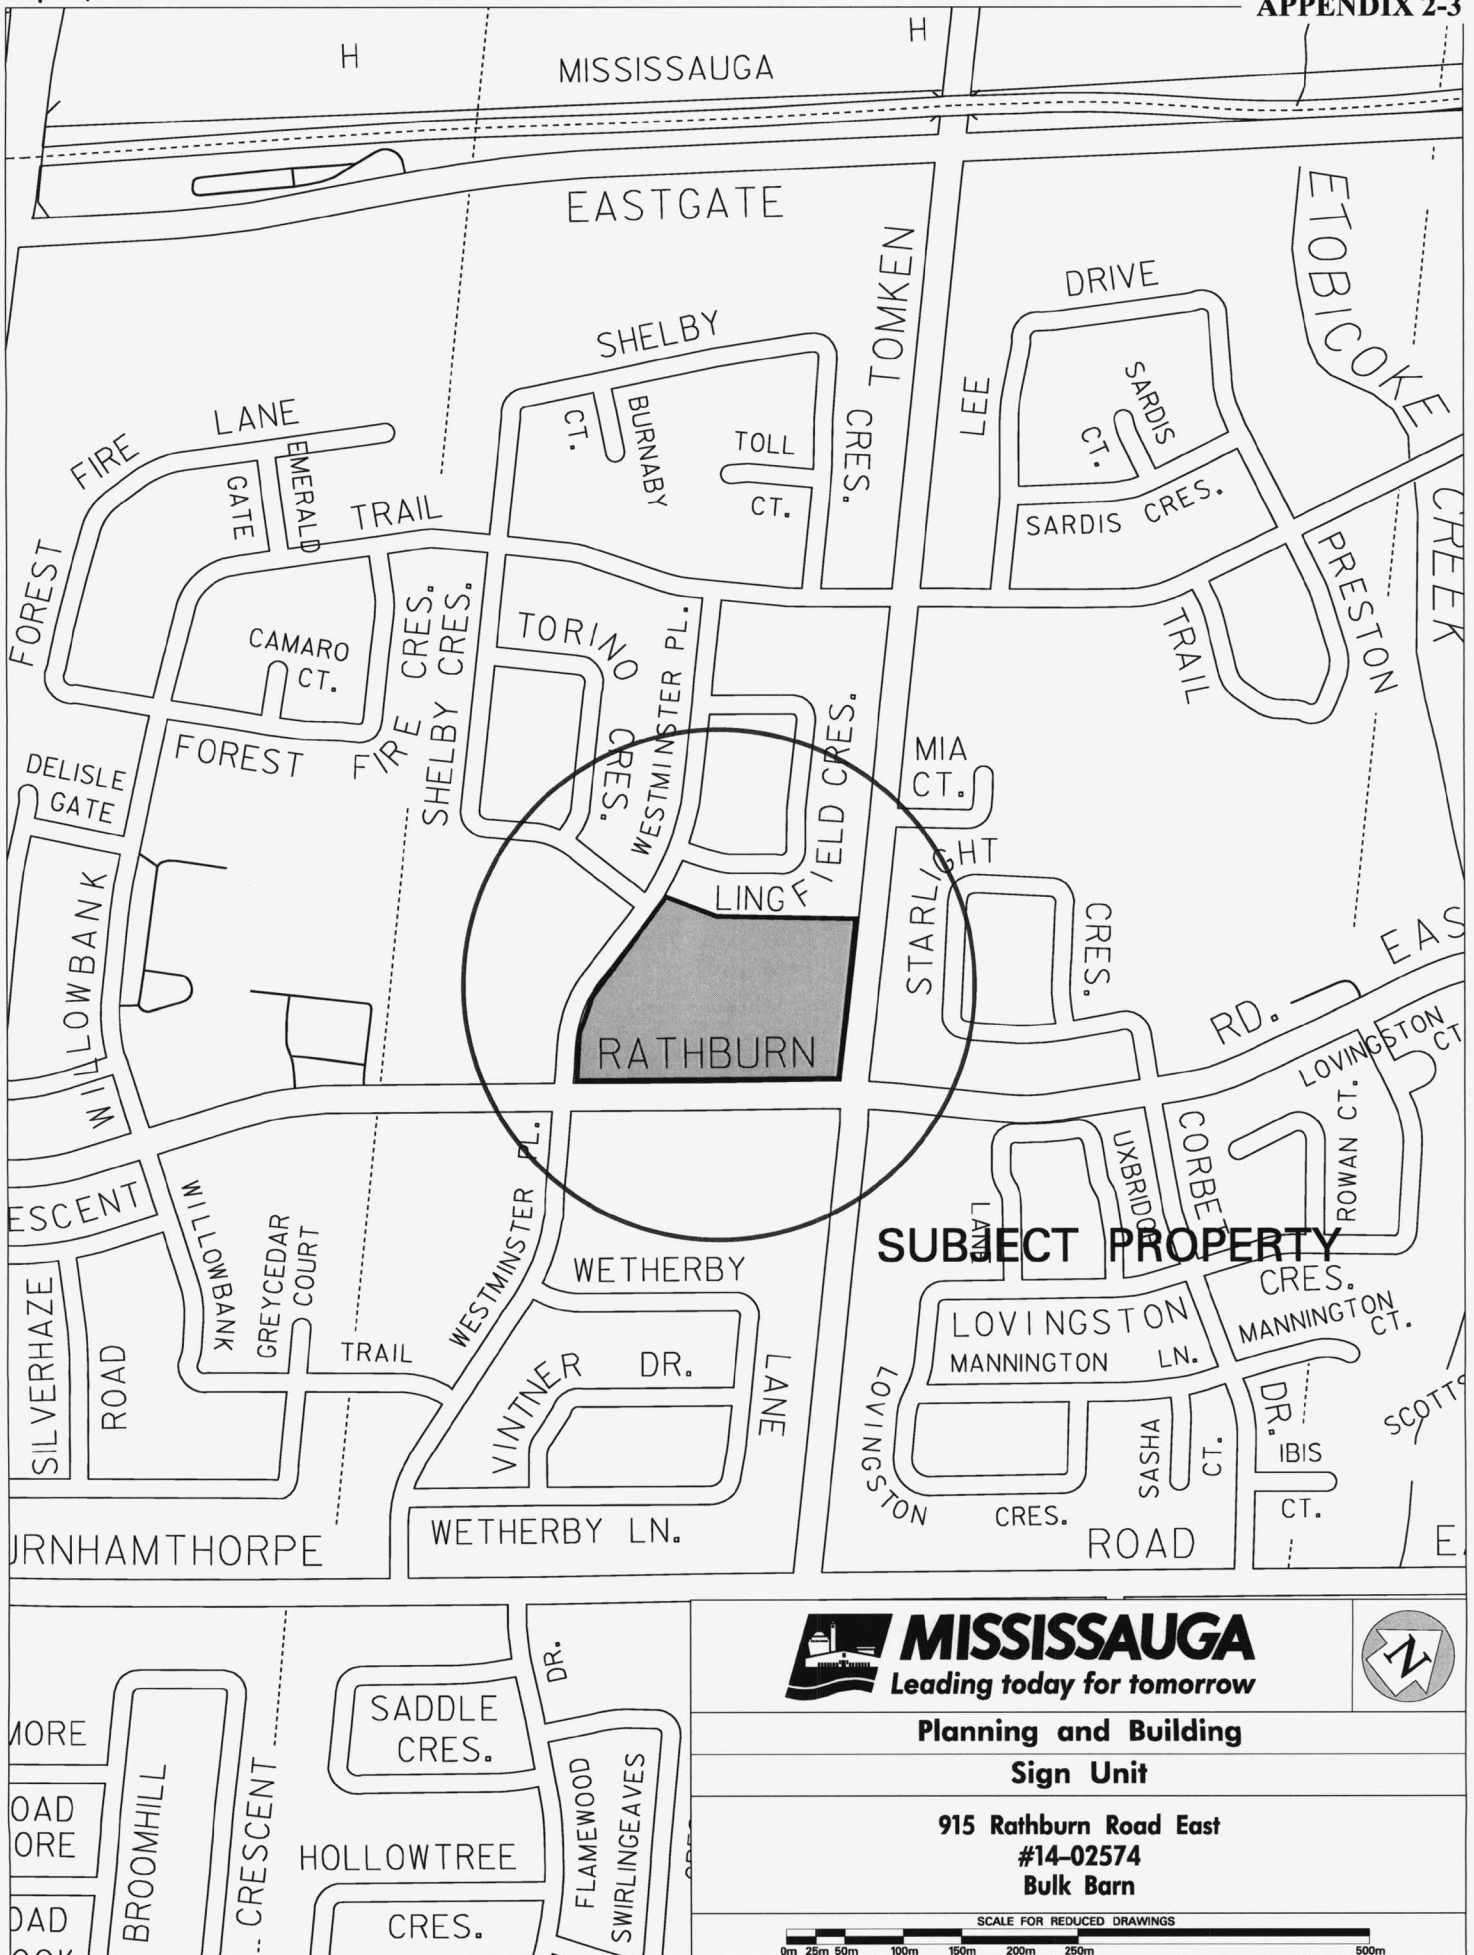 APPENDIX 2-3
H
H
MISSISSAUGA
EASTGATE
ETOBICOKE
CREEK
TOMKEN
DRIVE
LEE
SHELBY
CRES.
BURNABY
CT.
TOLL
CT.
SARDIS
CT.
SARDIS CRES.
FOREST
FIRE
LANE
EMERALD
GATE
TRAIL
PRESTON
TRAIL
TORINO
CRES.
CAMARO
CT.
FOREST FIRE CRES.
SHELBY CRES.
WESTMINSTER PL.
LINGFIELD CRES.
MIA
CT.
DELISLE
GATE
STARLIGHT
CRES.
WILLOWBANK
RATHBURN
RD.
EAS
LOVINGSTON
CT
ROWAN CT.
CORBET
LANE
WESTMINSTER PL.
ESCENT
WILLOWBANK
GREYCEDAR
COURT
TRAIL
SUBJECT PROPERTY
WETHERBY
LANE
VINTNER DR.
LOVINGSTON
CRES.
MANNINGTON LN.
MANNINGTON
CT.
DR.
SILVERHAZE
ROAD
LOVINGSTON
CRES.
SASHA
CT.
IBIS
CT.
SCOTTS
WETHERBY LN.
URNHAMTHORPE
ROAD
E
DR.
SADDLE
CRES.
MORE
OAD
ORE
OAD
BROOMHILL
CRESCENT
HOLLOWTREE
CRES.
FLAMEWOOD
SWIRLINGEAVES
MISSISSAUGA
Leading today for tomorrow
N
Planning and Building
Sign Unit
915 Rathburn Road East
#14-02574
Bulk Barn
SCALE FOR REDUCED DRAWINGS
0m 25m 50m 100m 150m 200m 250m 500m